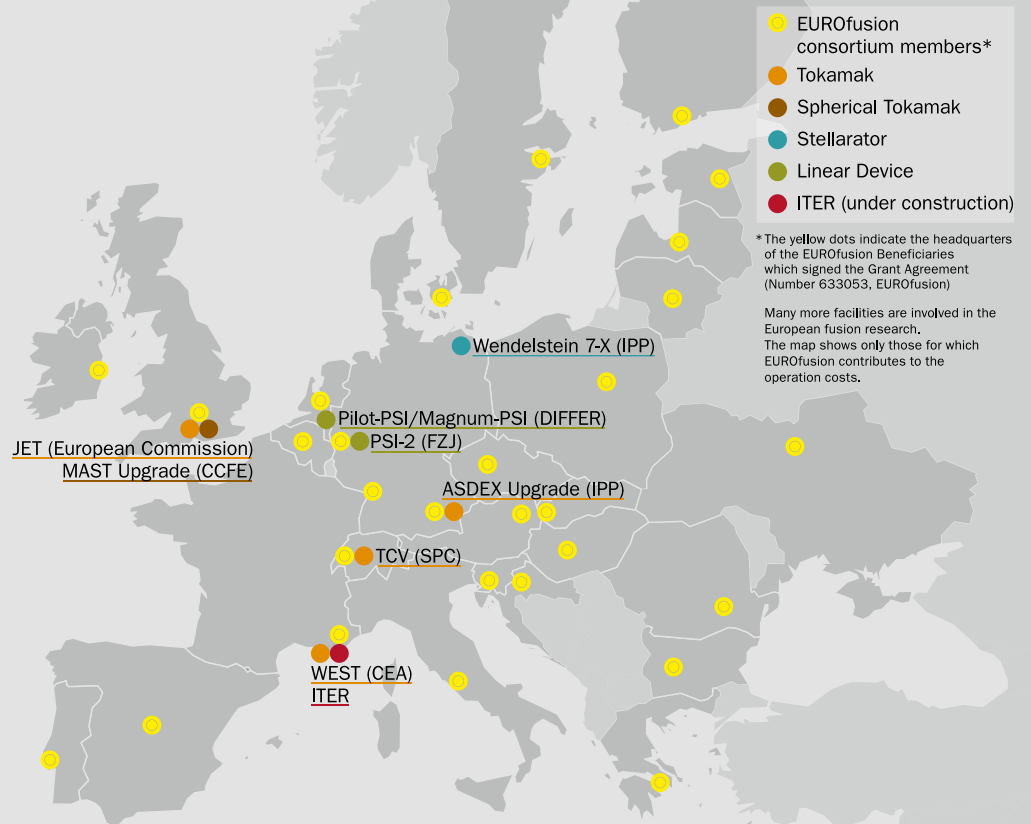 EUROfusion
consortium members*
Tokamak
Spherical Tokamak
Stellarator
Linear Device
ITER (under construction)
* The yellow dots indicate the headquarters
of the EUROfusion Beneficiaries
which signed the Grant Agreement
(Number 633053, EUROfusion)
Many more facilities are involved in the
European fusion research.
The map shows only those for which
EUROfusion contributes to the
operation costs.
Wendelstein 7-X (IPP)
Pilot-PSI/Magnum-PSI (DIFFER)
PSI-2 (FZJ)
JET (European Commission)
MAST Upgrade (CCFE)
ASDEX Upgrade (IPP)
TCV (SPC)
WEST (CEA)
ITER